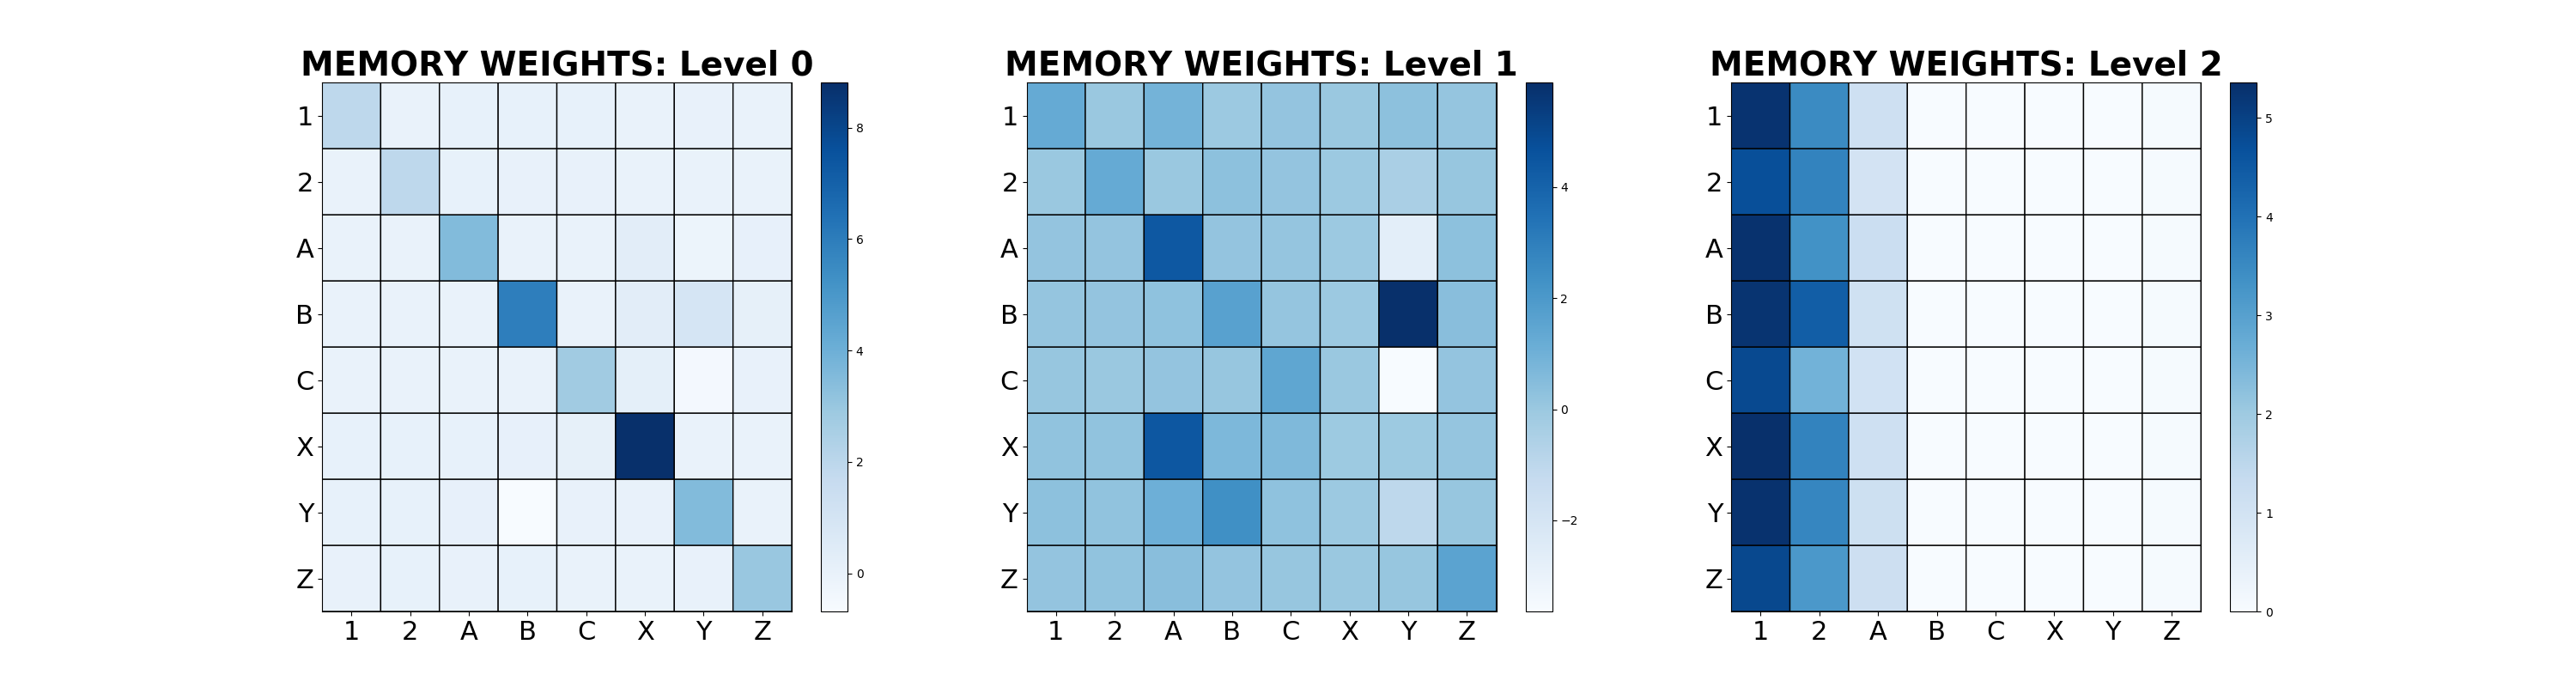 MEMORY WEIGHTS: Level 0
1
2
A
B
C
X
Y
Z
1 2 A B C X Y Z
8
6
4
2
0
MEMORY WEIGHTS: Level 1
1
2
A
B
C
X
Y
Z
1 2 A B C X Y Z
4
2
0
−2
MEMORY WEIGHTS: Level 2
1
2
A
B
C
X
Y
Z
1 2 A B C X Y Z
5
4
3
2
1
0